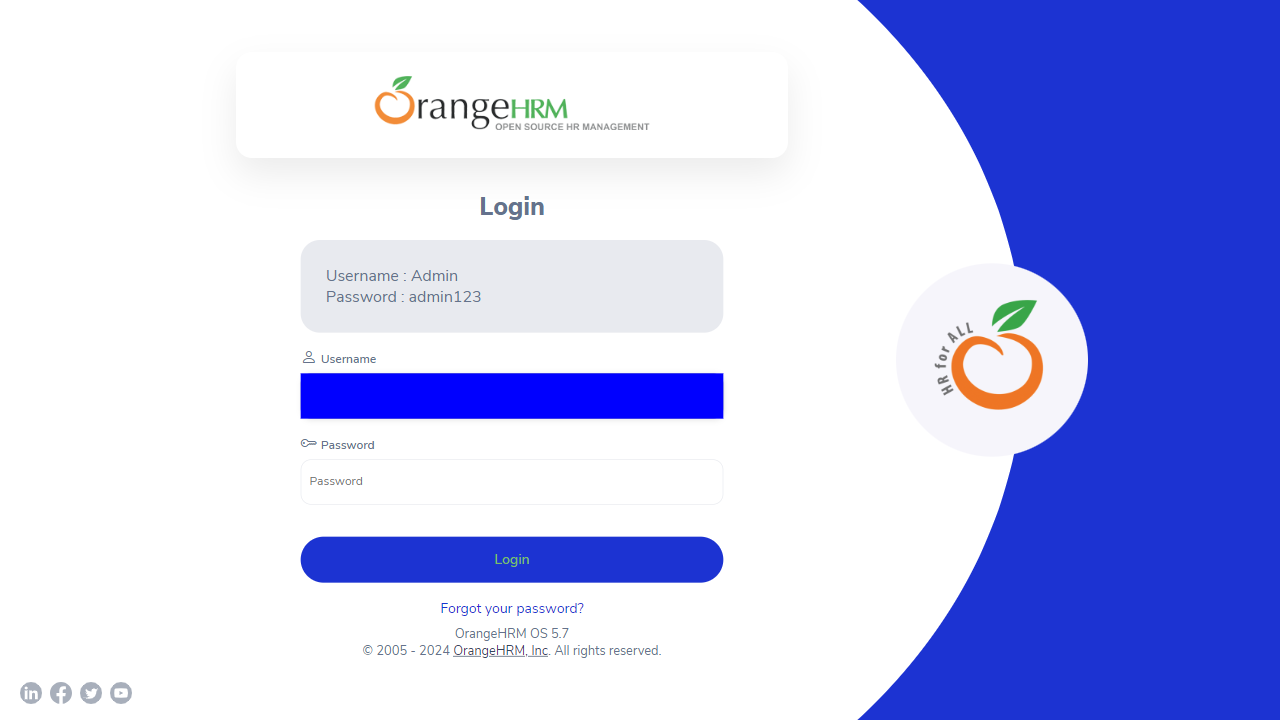 OrangeHRM
OPEN SOURCE HR MANAGEMENT
Login
Username : Admin
Password : admin123
Username
Password
Password
Login
Forgot your password?
OrangeHRM OS 5.7
© 2005 - 2024 OrangeHRM, Inc. All rights reserved.
HR for ALL
in
f